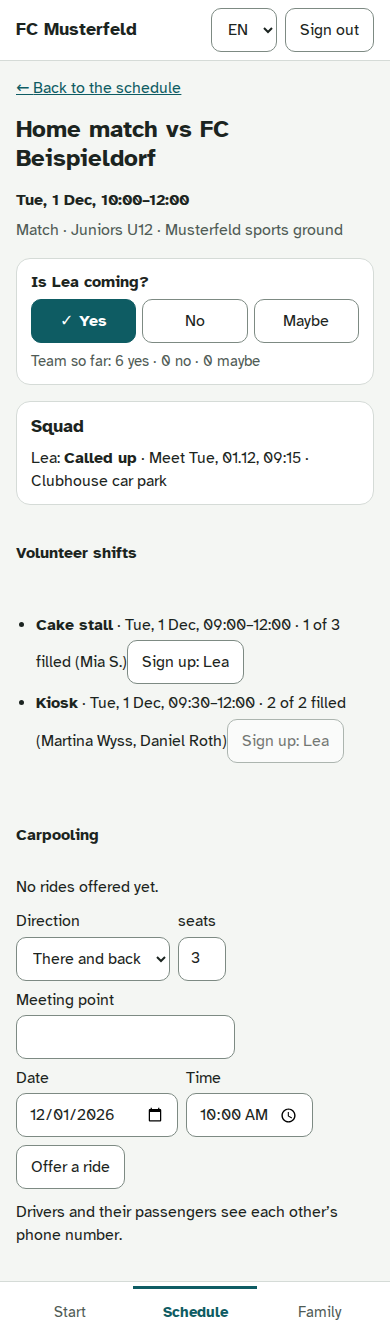 FC Musterfeld
EN
Sign out
← Back to the schedule
Home match vs FC
Beispieldorf
Tue, 1 Dec, 10:00–12:00
Match · Juniors U12 · Musterfeld sports ground
Is Lea coming?
✓ Yes
No
Maybe
Team so far: 6 yes · 0 no · 0 maybe
Squad
Lea: Called up · Meet Tue, 01.12, 09:15 ·
Clubhouse car park
Volunteer shifts
• Cake stall · Tue, 1 Dec, 09:00–12:00 · 1 of 3
filled (Mia S.) Sign up: Lea
• Kiosk · Tue, 1 Dec, 09:30–12:00 · 2 of 2 filled
(Martina Wyss, Daniel Roth) Sign up: Lea
Carpooling
No rides offered yet.
Direction seats
There and back 3
Meeting point
Date Time
12/01/2026 10:00 AM
Offer a ride
Drivers and their passengers see each other’s
phone number.
Start Schedule Family